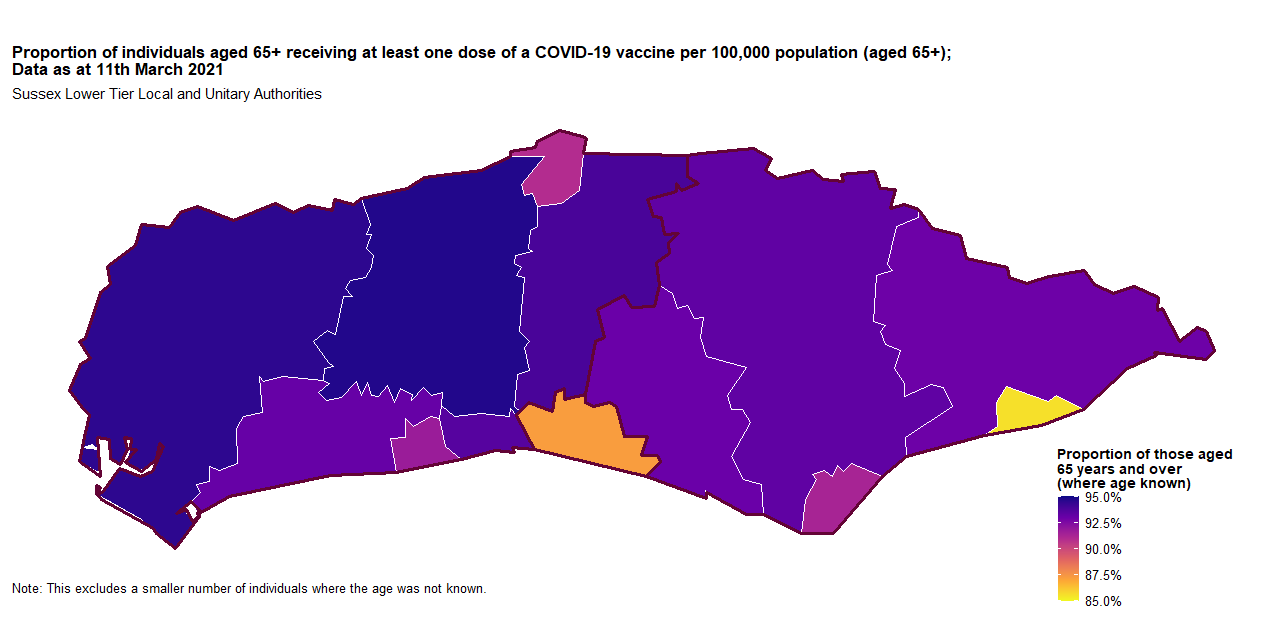 Proportion of individuals aged 65+ receiving at least one dose of a COVID-19 vaccine per 100,000 population (aged 65+);
Data as at 11th March 2021
Sussex Lower Tier Local and Unitary Authorities
Proportion of those aged
65 years and over
(where age known)
95.0%
92.5%
90.0%
87.5%
85.0%
Note: This excludes a smaller number of individuals where the age was not known.